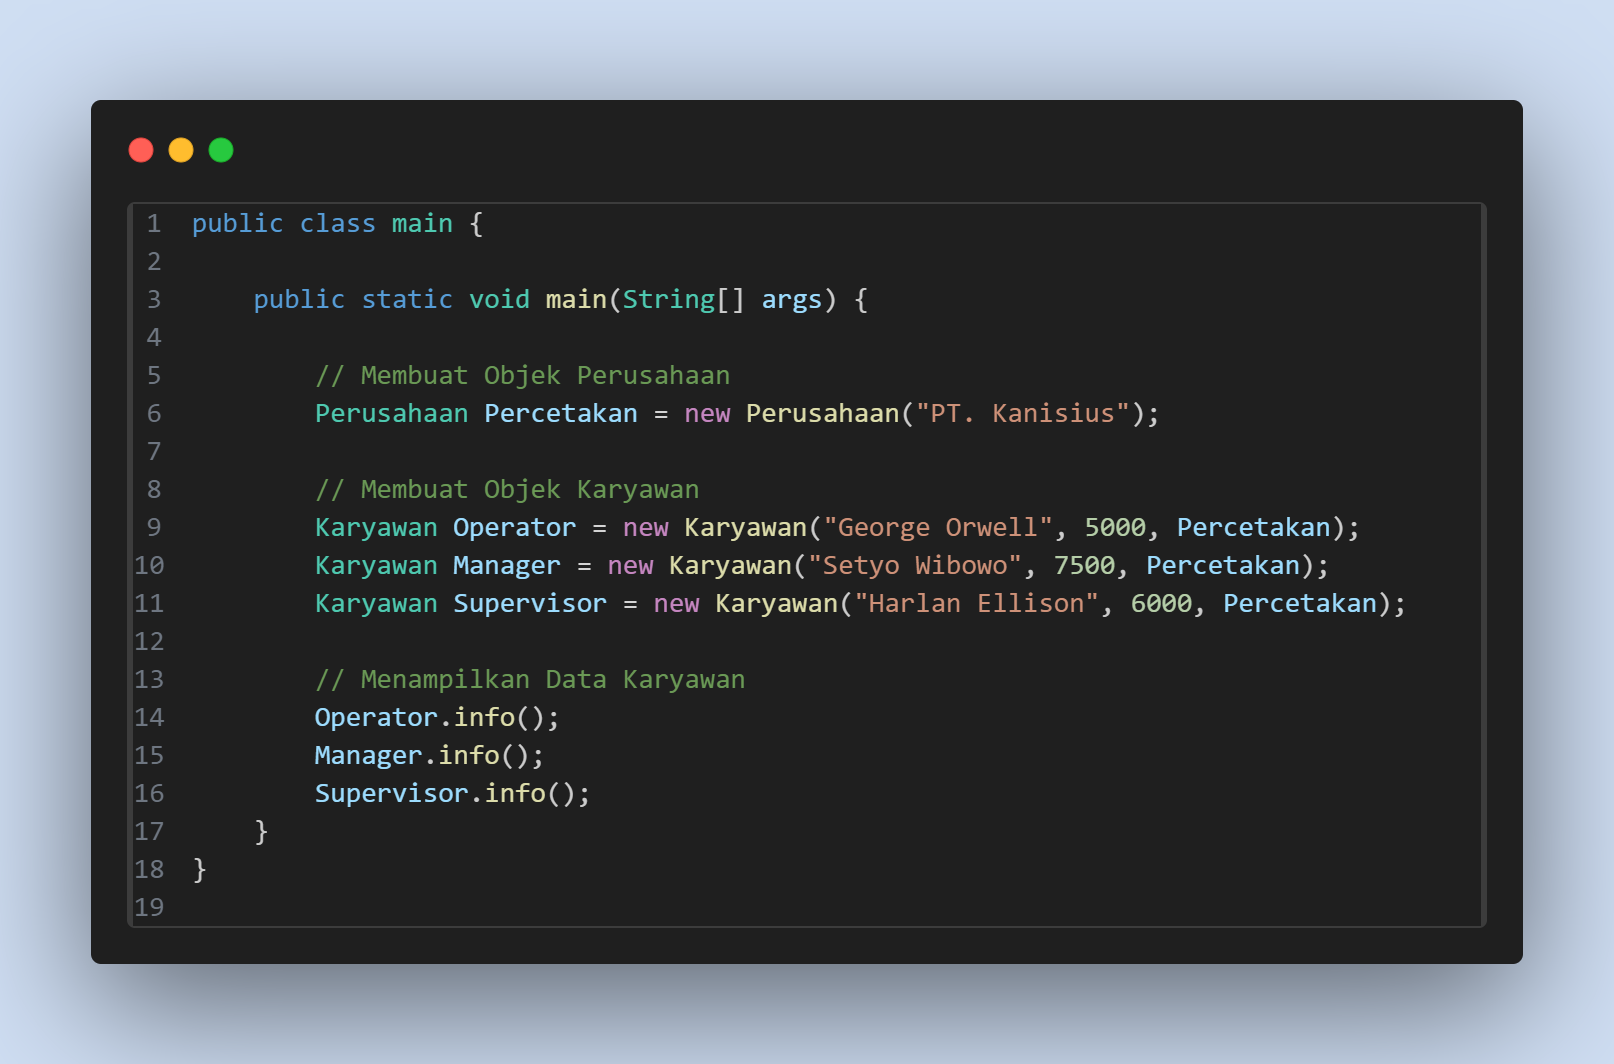 1 public class main {
2
3     public static void main(String[] args) {
4
5         // Membuat Objek Perusahaan
6         Perusahaan Percetakan = new Perusahaan("PT. Kanisius");
7
8         // Membuat Objek Karyawan
9         Karyawan Operator = new Karyawan("George Orwell", 5000, Percetakan);
10         Karyawan Manager = new Karyawan("Setyo Wibowo", 7500, Percetakan);
11         Karyawan Supervisor = new Karyawan("Harlan Ellison", 6000, Percetakan);
12
13         // Menampilkan Data Karyawan
14         Operator.info();
15         Manager.info();
16         Supervisor.info();
17     }
18 }
19